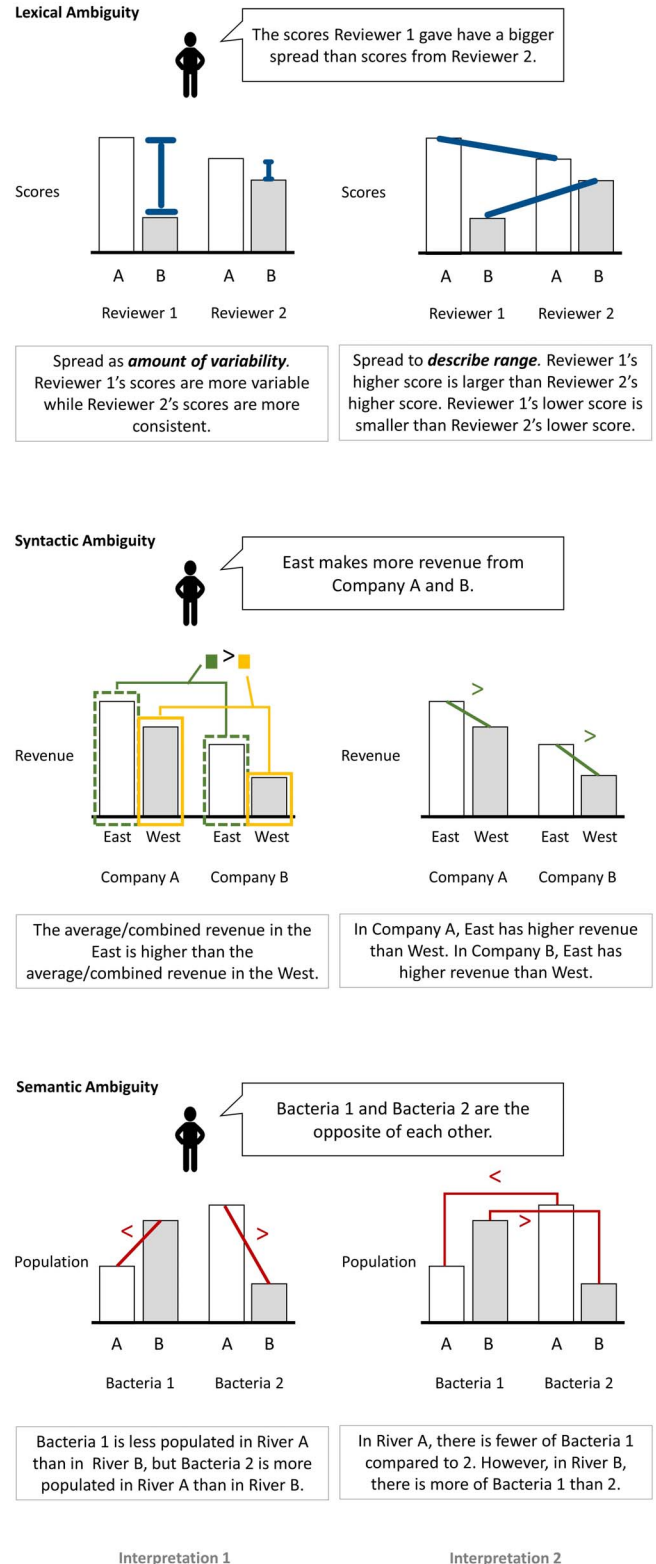 Lexical Ambiguity
The scores Reviewer 1 gave have a bigger
spread than scores from Reviewer 2.
Scores
A B A B
Reviewer 1 Reviewer 2
Scores
A B A B
Reviewer 1 Reviewer 2
Spread as amount of variability.
Reviewer 1’s scores are more variable
while Reviewer 2’s scores are more
consistent.
Spread to describe range. Reviewer 1’s
higher score is larger than Reviewer 2’s
higher score. Reviewer 1’s lower score is
smaller than Reviewer 2’s lower score.
Syntactic Ambiguity
East makes more revenue from
Company A and B.
>
Revenue
East West East West
Company A Company B
> >
Revenue
East West East West
Company A Company B
The average/combined revenue in the
East is higher than the
average/combined revenue in the West.
In Company A, East has higher revenue
than West. In Company B, East has
higher revenue than West.
Semantic Ambiguity
Bacteria 1 and Bacteria 2 are the
opposite of each other.
< >
Population
A B A B
Bacteria 1 Bacteria 2
<
>
Population
A B A B
Bacteria 1 Bacteria 2
Bacteria 1 is less populated in River A
than in River B, but Bacteria 2 is more
populated in River A than in River B.
In River A, there is fewer of Bacteria 1
compared to 2. However, in River B,
there is more of Bacteria 1 than 2.
Interpretation 1
Interpretation 2